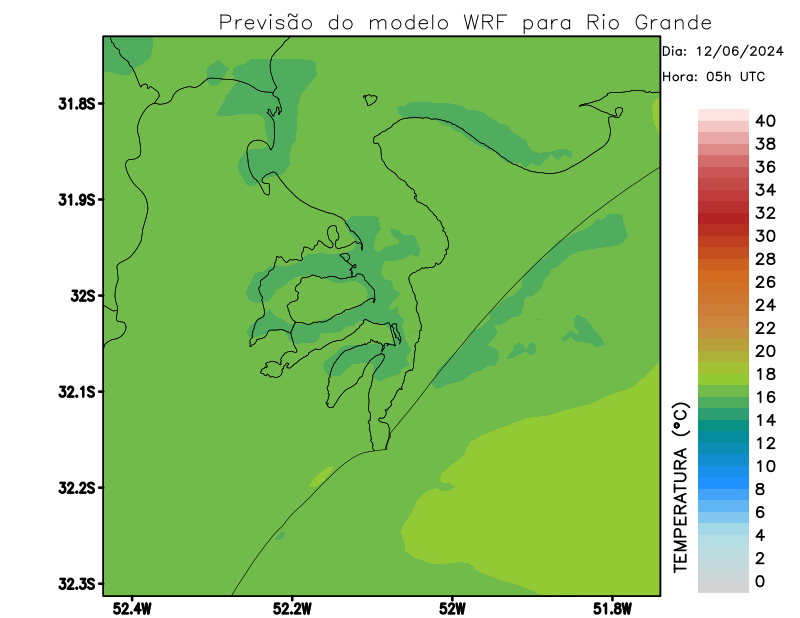 Previsão do modelo WRF para Rio Grande
Dia: 12/06/2024
Hora: 05h UTC
31.8S
31.9S
32S
32.1S
32.2S
32.3S
52.4W
52.2W
52W
51.8W
TEMPERATURA (°C)
40
38
36
34
32
30
28
26
24
22
20
18
16
14
12
10
8
6
4
2
0